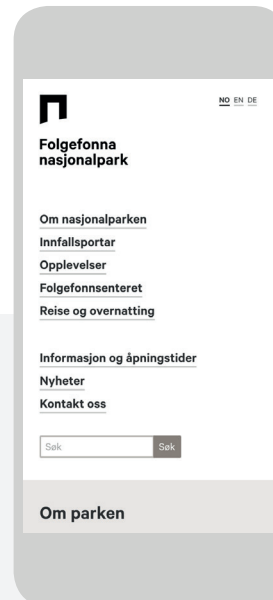 NO EN DE
Folgefonna
nasjonalpark
Om nasjonalparken
Innfallsportar
Opplevelser
Folgefonnsenteret
Reise og overnatting
Informasjon og åpningstider
Nyheter
Kontakt oss
Søk Søk
Om parken